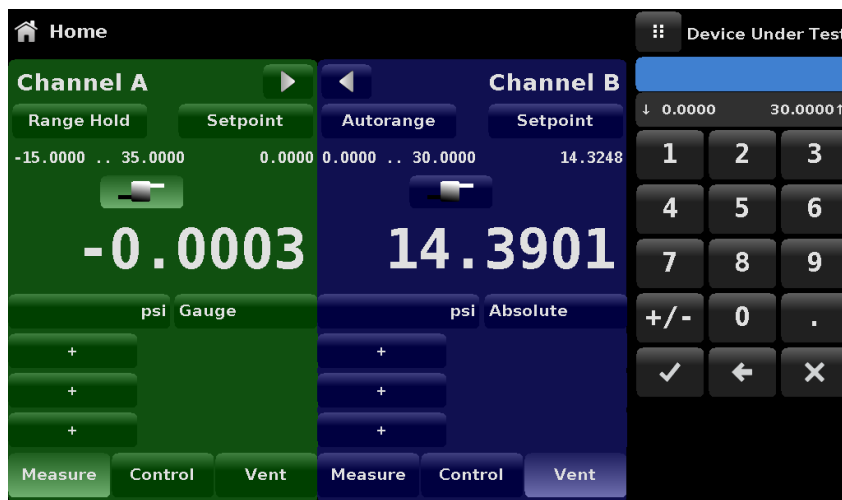 Home
Device Under Test
Channel A
Channel B
Range Hold Setpoint
Autorange Setpoint
-15.0000 .. 35.0000 0.0000
0.0000 .. 30.0000 14.3248
-0.0003
14.3901
psi Gauge
psi Absolute
+ +
+ +
+ +
Measure Control Vent
Measure Control Vent
↓ 0.0000 30.0000↑
1 2 3
4 5 6
7 8 9
+/- 0 .